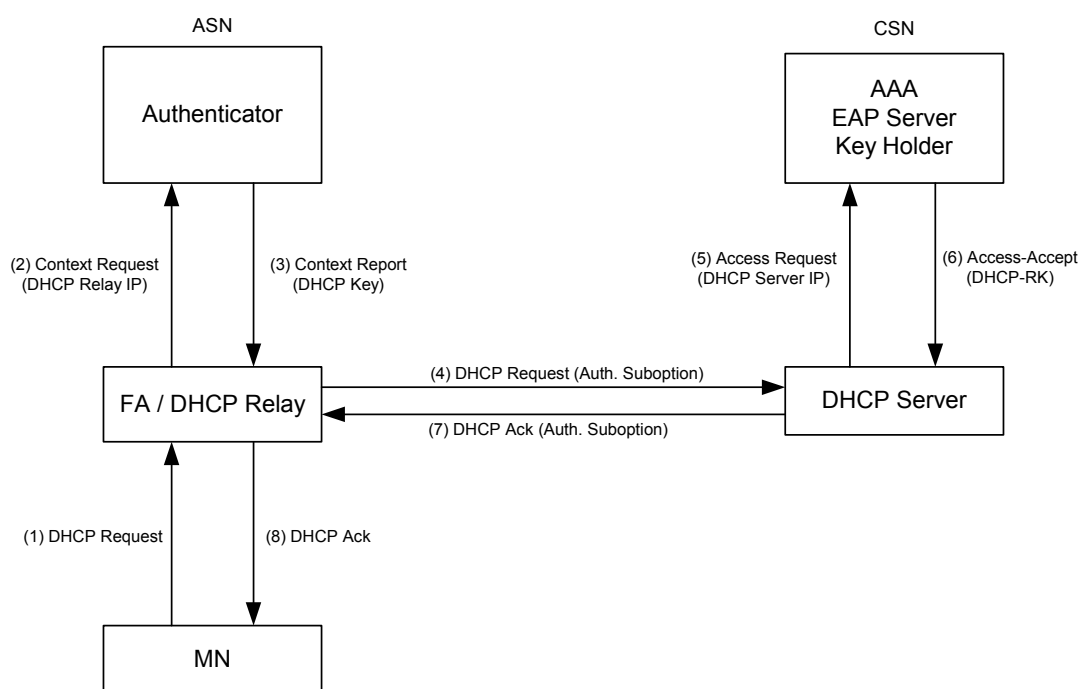 ASN
CSN
Authenticator
AAA
EAP Server
Key Holder
(2) Context Request
(DHCP Relay IP)
(3) Context Report
(DHCP Key)
(5) Access Request
(DHCP Server IP)
(6) Access-Accept
(DHCP-RK)
FA / DHCP Relay
(4) DHCP Request (Auth. Suboption)
(7) DHCP Ack (Auth. Suboption)
DHCP Server
(1) DHCP Request
(8) DHCP Ack
MN